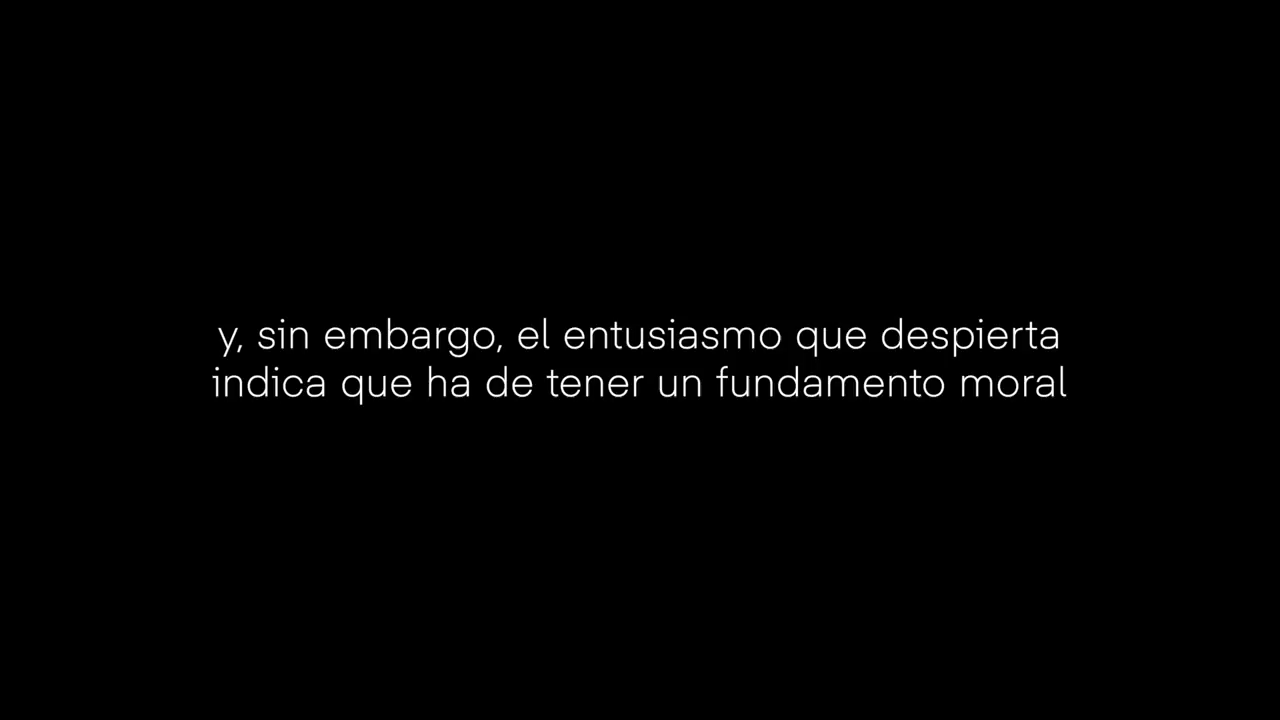 y, sin embargo, el entusiasmo que despierta
indica que ha de tener un fundamento moral